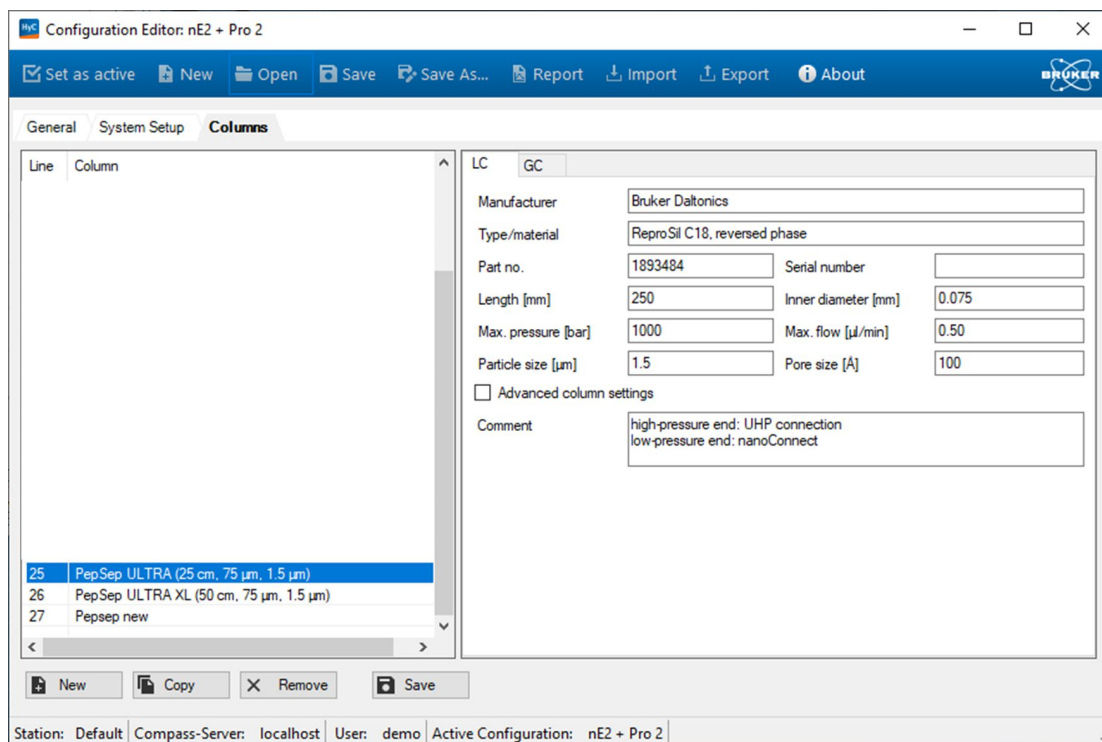 HyC Configuration Editor: nE2 + Pro 2
Set as active New Open Save Save As... Report Import Export About BRUKER
General System Setup Columns
Line Column
25 PepSep ULTRA (25 cm, 75 µm, 1.5 µm)
26 PepSep ULTRA XL (50 cm, 75 µm, 1.5 µm)
27 Pepsep new
LC GC
Manufacturer Bruker Daltonics
Type/material ReproSil C18, reversed phase
Part no. 1893484 Serial number
Length [mm] 250 Inner diameter [mm] 0.075
Max. pressure [bar] 1000 Max. flow [µl/min] 0.50
Particle size [µm] 1.5 Pore size [Å] 100
Advanced column settings
Comment high-pressure end: UHP connection
low-pressure end: nanoConnect
New Copy Remove Save
Station: Default Compass-Server: localhost User: demo Active Configuration: nE2 + Pro 2